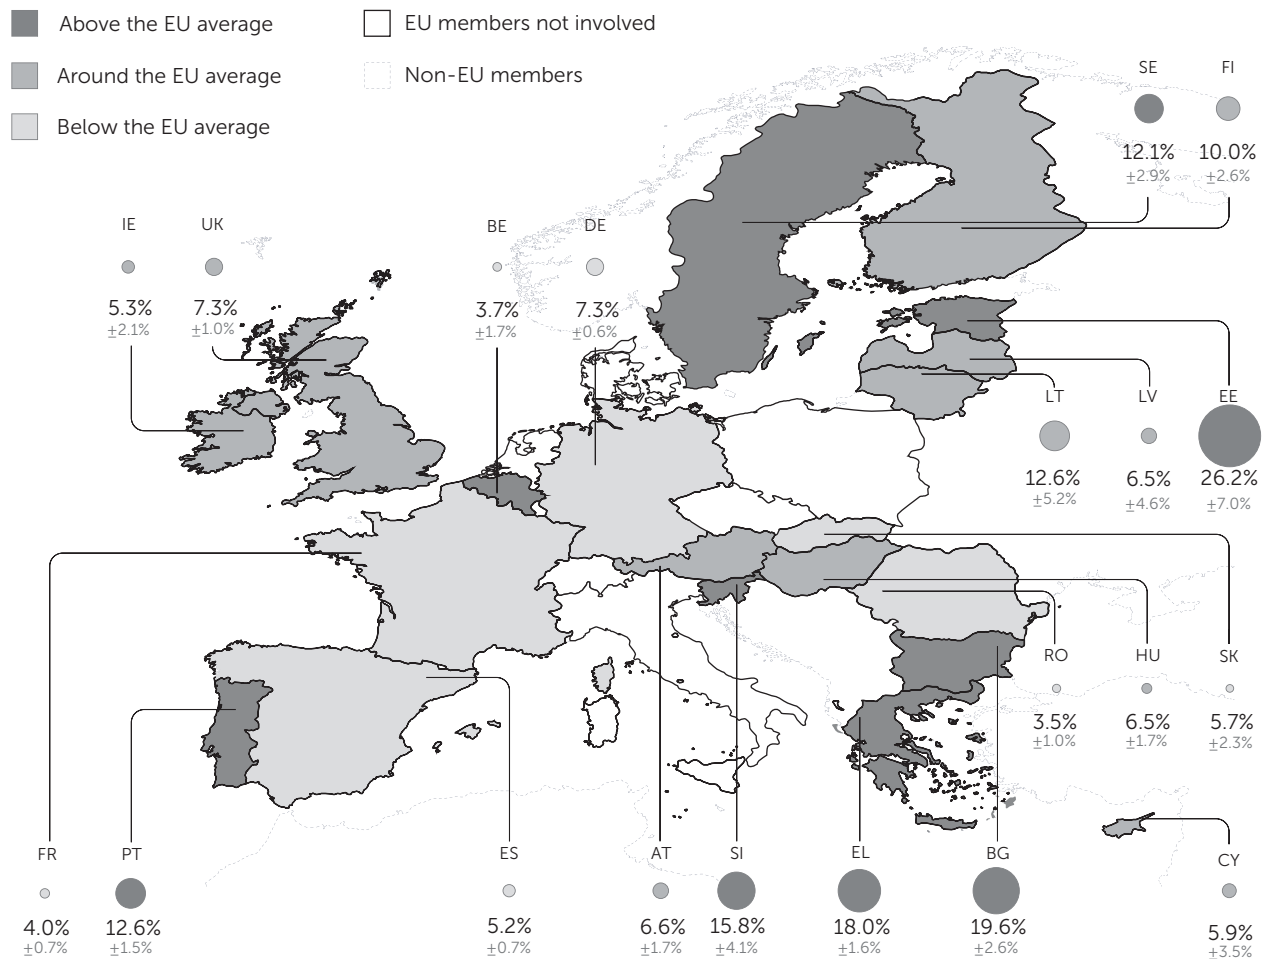 Above the EU average
EU members not involved
Around the EU average
Non-EU members
Below the EU average
SE
FI
12.1%
10.0%
±2.9%
±2.6%
IE
UK
BE
DE
5.3%
7.3%
3.7%
7.3%
±2.1%
±1.0%
±1.7%
±0.6%
LT
LV
EE
12.6%
6.5%
26.2%
±5.2%
±4.6%
±7.0%
RO
HU
SK
3.5%
6.5%
5.7%
±1.0%
±1.7%
±2.3%
FR
PT
ES
AT
SI
EL
BG
CY
4.0%
12.6%
5.2%
6.6%
15.8%
18.0%
19.6%
5.9%
±0.7%
±1.5%
±0.7%
±1.7%
±4.1%
±1.6%
±2.6%
±3.5%